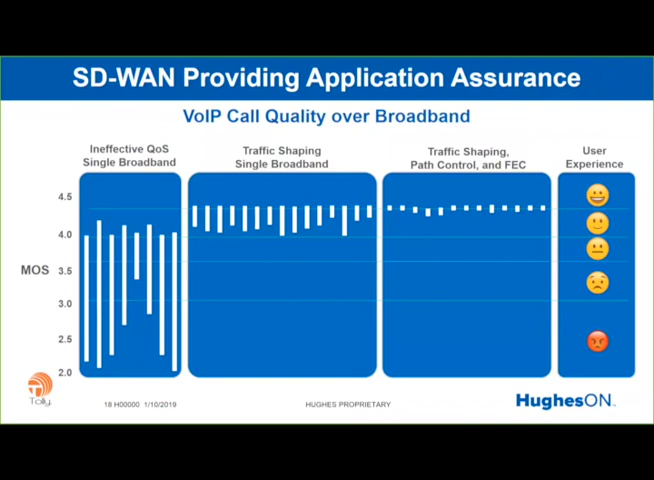 SD-WAN Providing Application Assurance
VoIP Call Quality over Broadband
Ineffective QoS
Single Broadband
Traffic Shaping
Single Broadband
Traffic Shaping,
Path Control, and FEC
User
Experience
MOS
4.5
4.0
3.5
3.0
2.5
2.0
Tolly
18 H00000 1/10/2019
HUGHES PROPRIETARY
HughesON